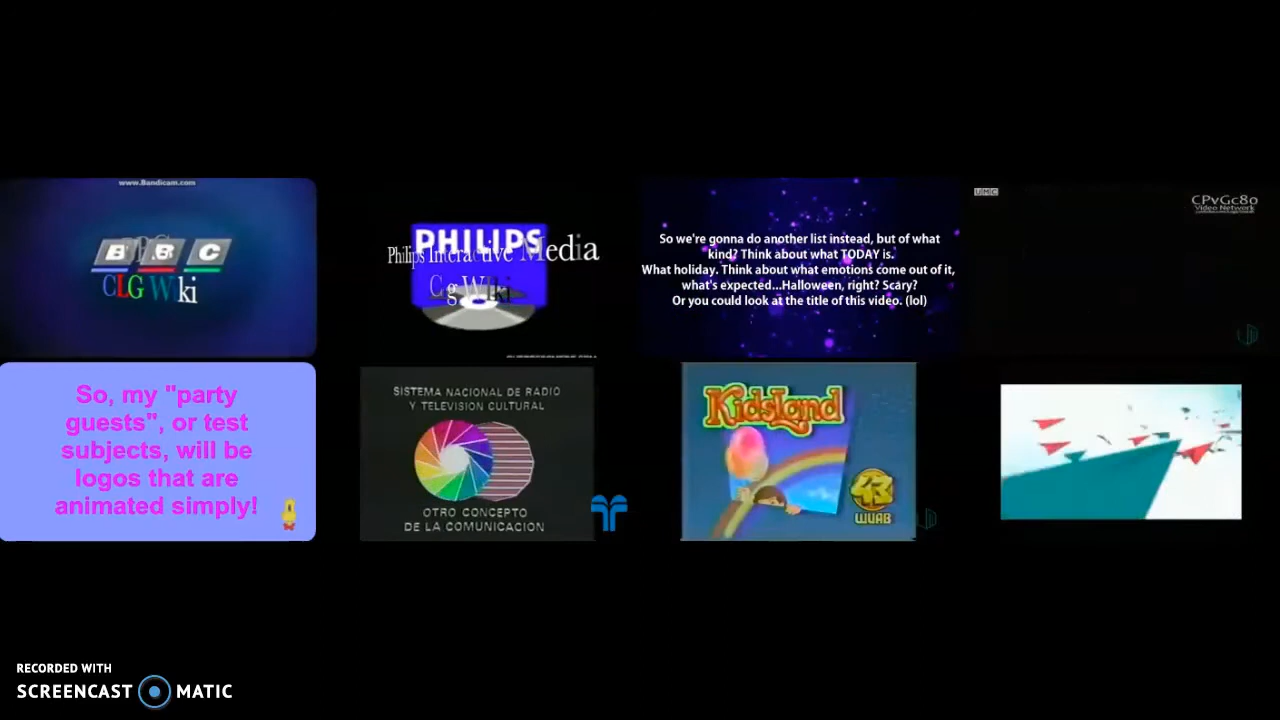 www.Bandicam.com
B B C
CLG Wiki
PHILIPS
Philips Interactive Media
Cg Wiki
So we're gonna do another list instead, but of what
kind? Think about what TODAY is.
What holiday. Think about what emotions come out of it,
what's expected...Halloween, right? Scary?
Or you could look at the title of this video. (lol)
UMC
CPvGc80
Video Network
So, my "party
guests", or test
subjects, will be
logos that are
animated simply!
SISTEMA NACIONAL DE RADIO
Y TELEVISION CULTURAL
OTRO CONCEPTO
DE LA COMUNICACION
KidsLand
43
WUAB
RECORDED WITH
SCREENCAST MATIC